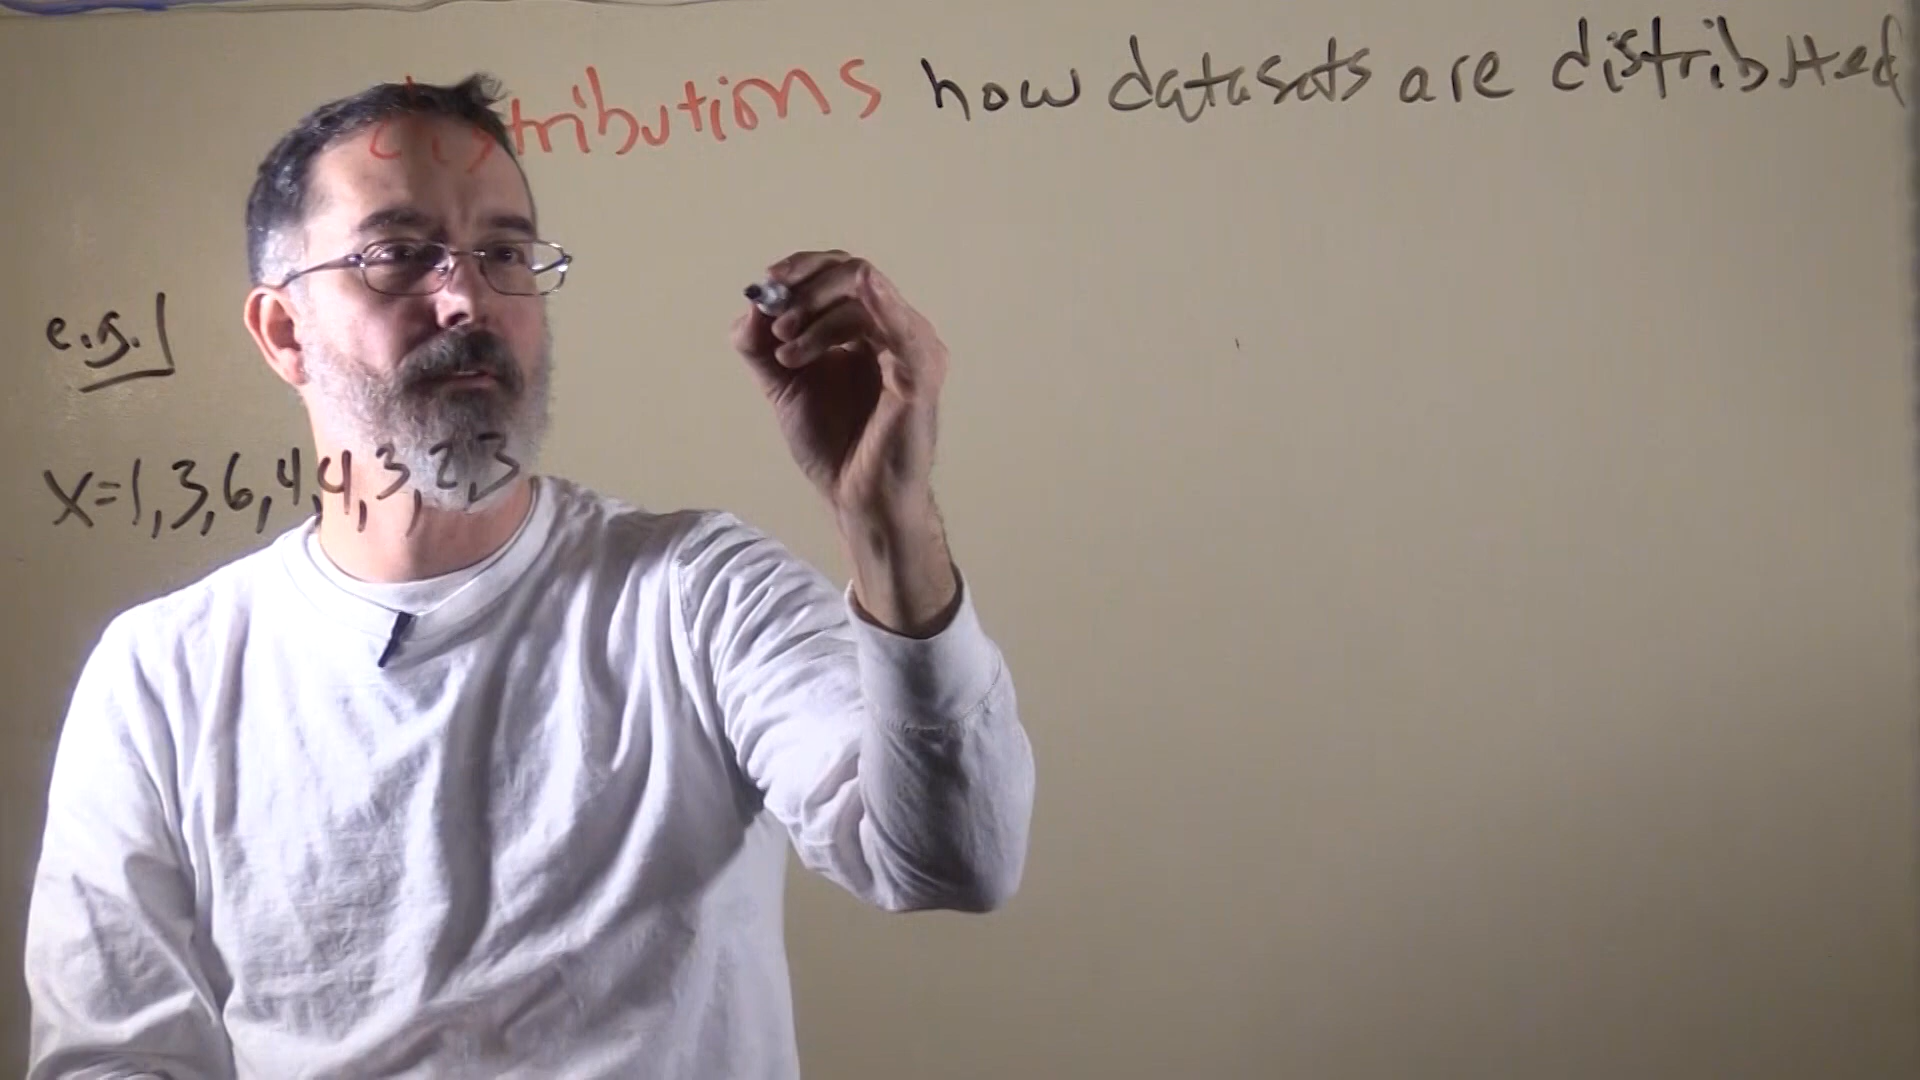 distributions how datasets are distributed
e.g.
X=1,3,6,4,4,3,2,3